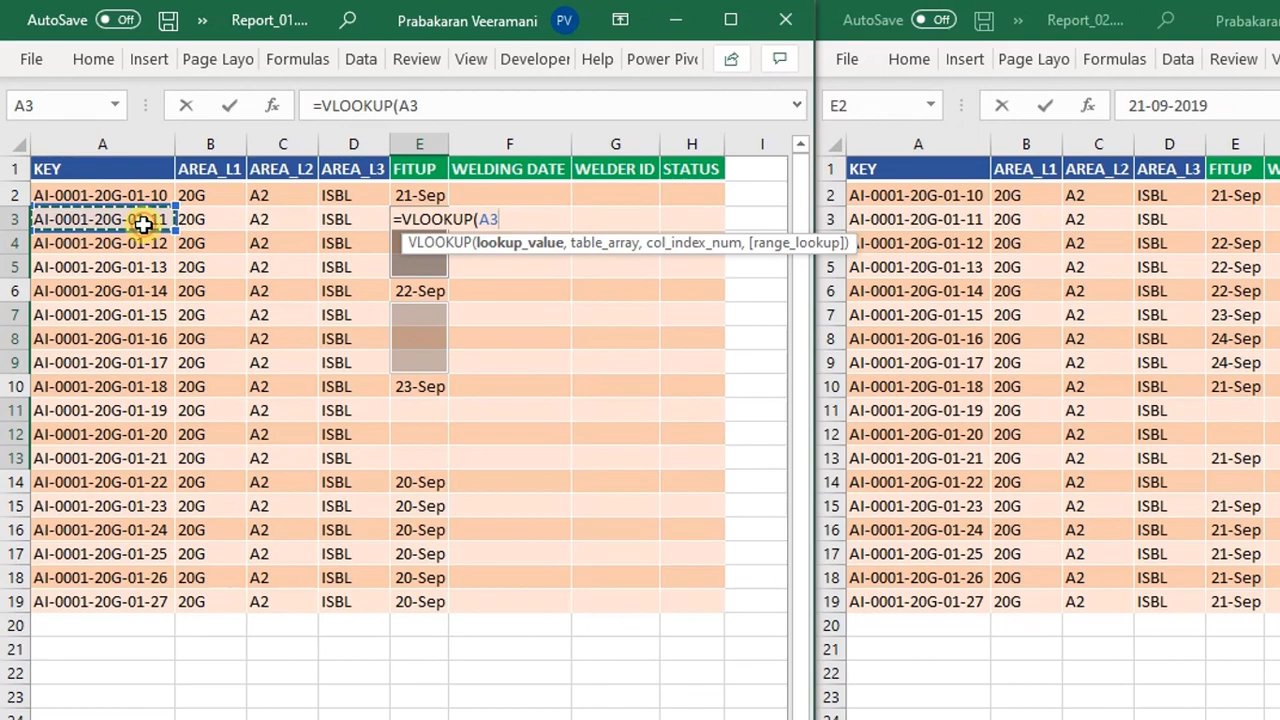 AutoSave Off » Report_01.... Prabakaran Veeramani PV
File Home Insert Page Layo Formulas Data Review View Developer Help Power Piv
A3 fx =VLOOKUP(A3
A B C D E F G H I
1 KEY AREA_L1 AREA_L2 AREA_L3 FITUP WELDING DATE WELDER ID STATUS
2 AI-0001-20G-01-10 20G A2 ISBL 21-Sep
3 AI-0001-20G-01-11 20G A2 ISBL =VLOOKUP(A3
VLOOKUP(lookup_value, table_array, col_index_num, [range_lookup])
4 AI-0001-20G-01-12 20G A2 ISBL
5 AI-0001-20G-01-13 20G A2 ISBL
6 AI-0001-20G-01-14 20G A2 ISBL 22-Sep
7 AI-0001-20G-01-15 20G A2 ISBL
8 AI-0001-20G-01-16 20G A2 ISBL
9 AI-0001-20G-01-17 20G A2 ISBL
10 AI-0001-20G-01-18 20G A2 ISBL 23-Sep
11 AI-0001-20G-01-19 20G A2 ISBL
12 AI-0001-20G-01-20 20G A2 ISBL
13 AI-0001-20G-01-21 20G A2 ISBL
14 AI-0001-20G-01-22 20G A2 ISBL 20-Sep
15 AI-0001-20G-01-23 20G A2 ISBL 20-Sep
16 AI-0001-20G-01-24 20G A2 ISBL 20-Sep
17 AI-0001-20G-01-25 20G A2 ISBL 20-Sep
18 AI-0001-20G-01-26 20G A2 ISBL 20-Sep
19 AI-0001-20G-01-27 20G A2 ISBL 20-Sep
20
21
22
23
24
AutoSave Off » Report_02.... Prabakaran
File Home Insert Page Layo Formulas Data Review V
E2 fx 21-09-2019
A B C D E
1 KEY AREA_L1 AREA_L2 AREA_L3 FITUP W
2 AI-0001-20G-01-10 20G A2 ISBL 21-Sep
3 AI-0001-20G-01-11 20G A2 ISBL
4 AI-0001-20G-01-12 20G A2 ISBL 22-Sep
5 AI-0001-20G-01-13 20G A2 ISBL 22-Sep
6 AI-0001-20G-01-14 20G A2 ISBL 22-Sep
7 AI-0001-20G-01-15 20G A2 ISBL 23-Sep
8 AI-0001-20G-01-16 20G A2 ISBL 24-Sep
9 AI-0001-20G-01-17 20G A2 ISBL 24-Sep
10 AI-0001-20G-01-18 20G A2 ISBL 21-Sep
11 AI-0001-20G-01-19 20G A2 ISBL
12 AI-0001-20G-01-20 20G A2 ISBL
13 AI-0001-20G-01-21 20G A2 ISBL 21-Sep
14 AI-0001-20G-01-22 20G A2 ISBL
15 AI-0001-20G-01-23 20G A2 ISBL 21-Sep
16 AI-0001-20G-01-24 20G A2 ISBL 21-Sep
17 AI-0001-20G-01-25 20G A2 ISBL 21-Sep
18 AI-0001-20G-01-26 20G A2 ISBL 21-Sep
19 AI-0001-20G-01-27 20G A2 ISBL 21-Sep
20
21
22
23